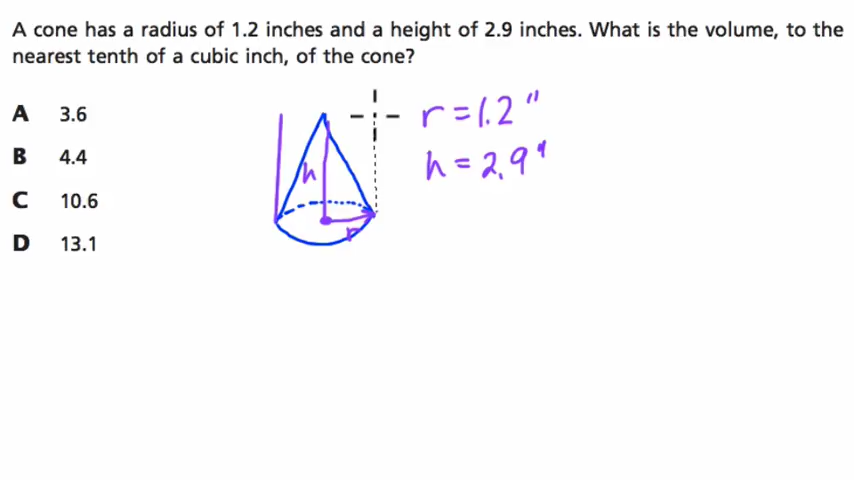 A cone has a radius of 1.2 inches and a height of 2.9 inches. What is the volume, to the
nearest tenth of a cubic inch, of the cone?
A 3.6
B 4.4
C 10.6
D 13.1
r = 1.2"
h = 2.9"
h
r